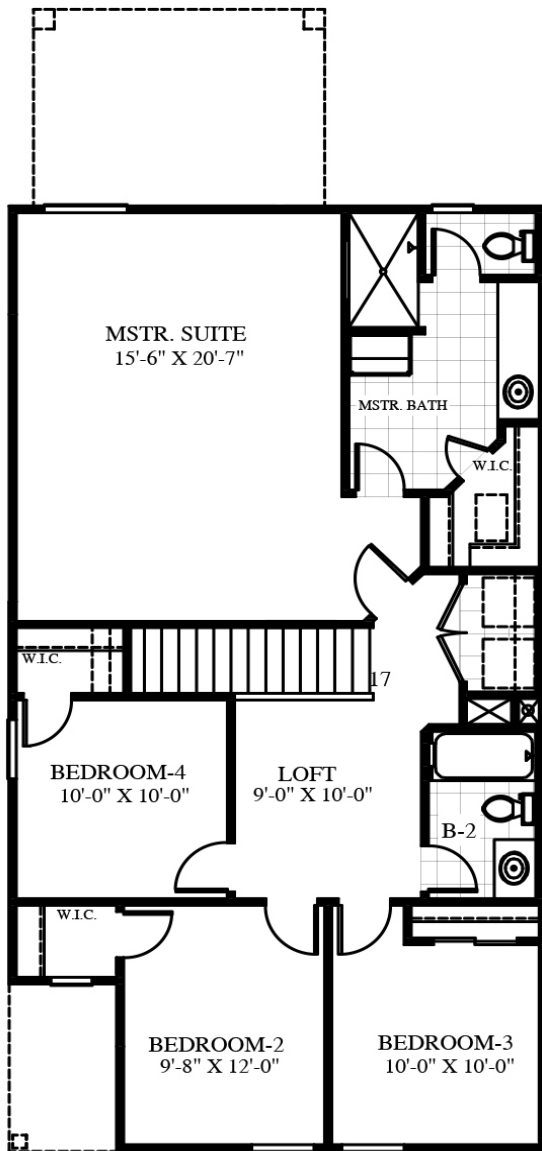 MSTR. SUITE
15'-6" X 20'-7"
MSTR. BATH
W.I.C.
W.I.C.
17
BEDROOM-4
10'-0" X 10'-0"
LOFT
9'-0" X 10'-0"
B-2
W.I.C.
BEDROOM-2
9'-8" X 12'-0"
BEDROOM-3
10'-0" X 10'-0"